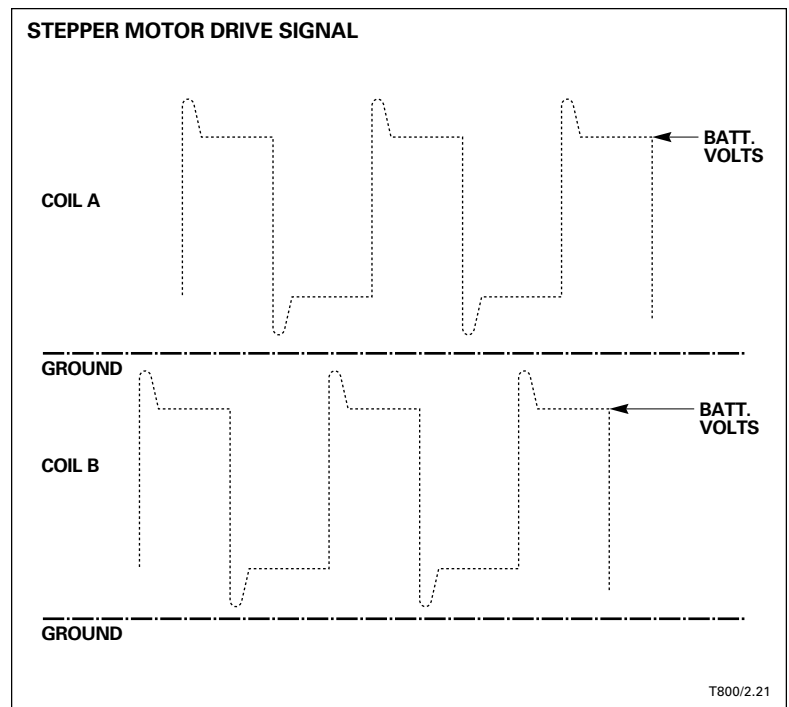 STEPPER MOTOR DRIVE SIGNAL
BATT.
VOLTS
COIL A
GROUND
BATT.
VOLTS
COIL B
GROUND
T800/2.21